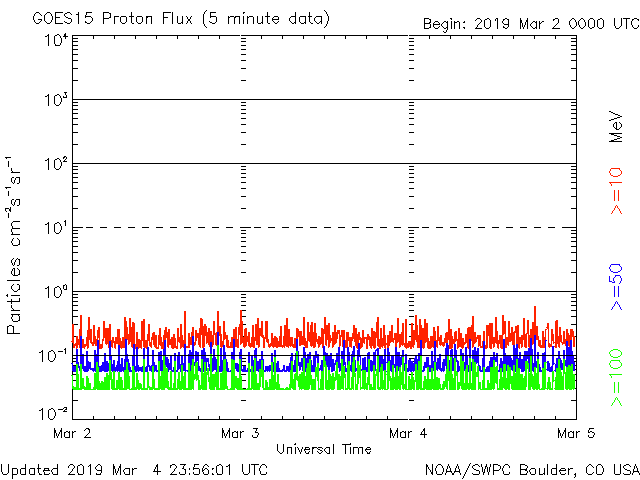 GOES15 Proton Flux (5 minute data)
Begin: 2019 Mar 2 0000 UTC
10⁴
10³
10²
10¹
10⁰
10⁻¹
10⁻²
Particles cm⁻²s⁻¹sr⁻¹
MeV
>=10
>=50
>=100
Mar 2 Mar 3 Mar 4 Mar 5
Universal Time
Updated 2019 Mar 4 23:56:01 UTC
NOAA/SWPC Boulder, CO USA